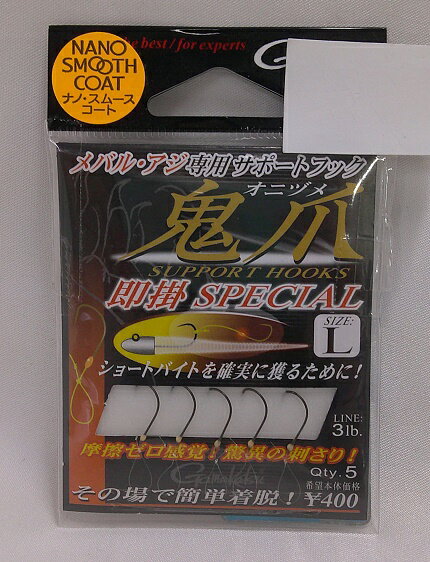 NANO
SMOOTH
COAT
ナノ・スムース
コート
the best / for experts
G
メバル・アジ専用 サポートフック
オニヅメ
鬼爪
SUPPORT HOOKS
即掛 SPECIAL
SIZE:
L
ショートバイトを確実に獲るために!
LINE:
3lb.
摩擦ゼロ感覚!驚異の刺さり!
Gamakatsu
Qty. 5
希望本体価格
その場で簡単着脱! ¥400